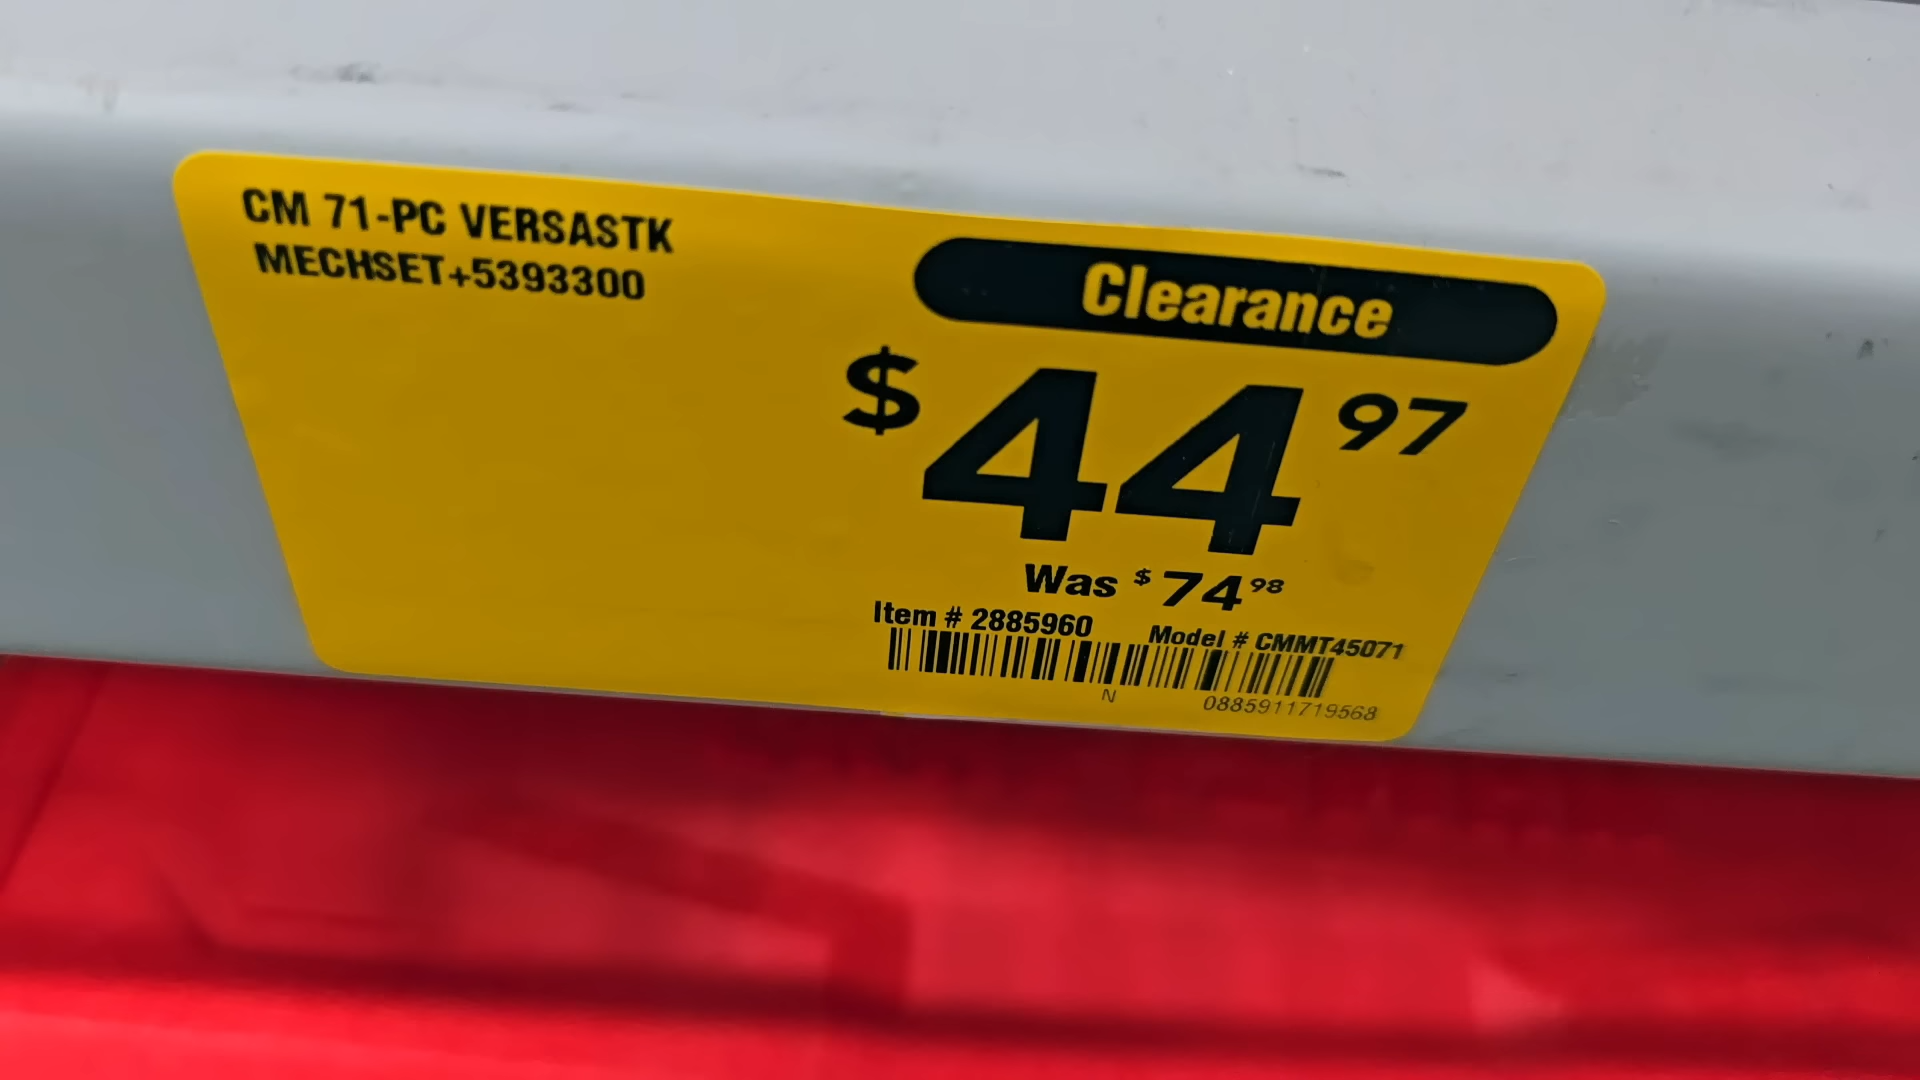 CM 71-PC VERSASTK
MECHSET+5393300
Clearance
$44 97
Was $74 98
Item # 2885960 Model # CMMT45071
N 0885911719568